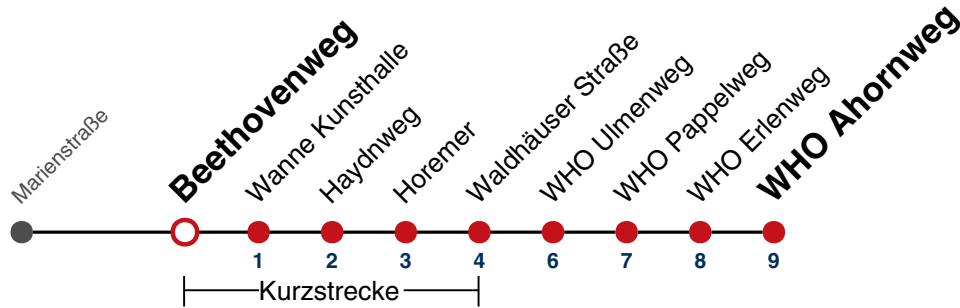 Marienstraße
Beethovenweg
Wanne Kunsthalle
Haydnweg
Horemer
Waldhäuser Straße
WHO Ulmenweg
WHO Pappelweg
WHO Erlenweg
WHO Ahornweg
1 2 3 4 6 7 8 9
Kurzstrecke